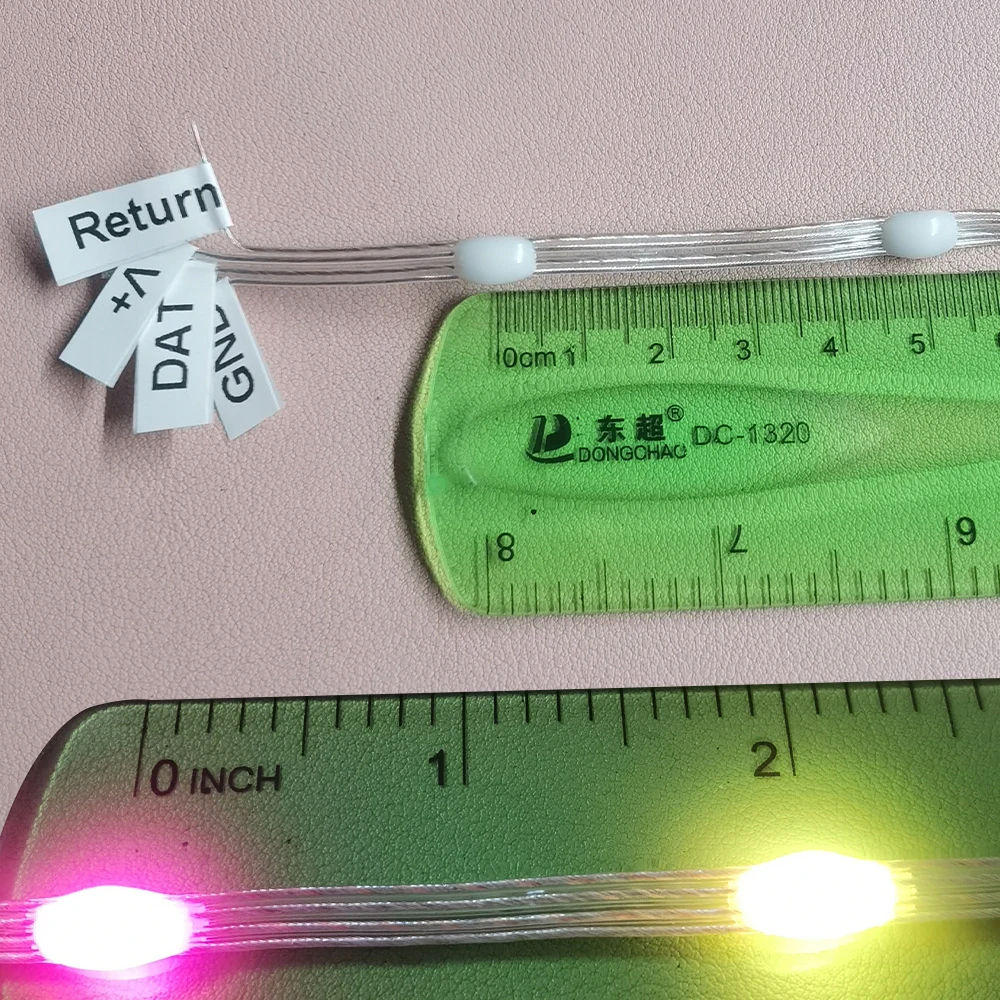 Return
V+
DAT
GND
0cm 1 2 3 4 5
东超® DC-1320
DONGCHAO
8 7 6
0 INCH 1 2